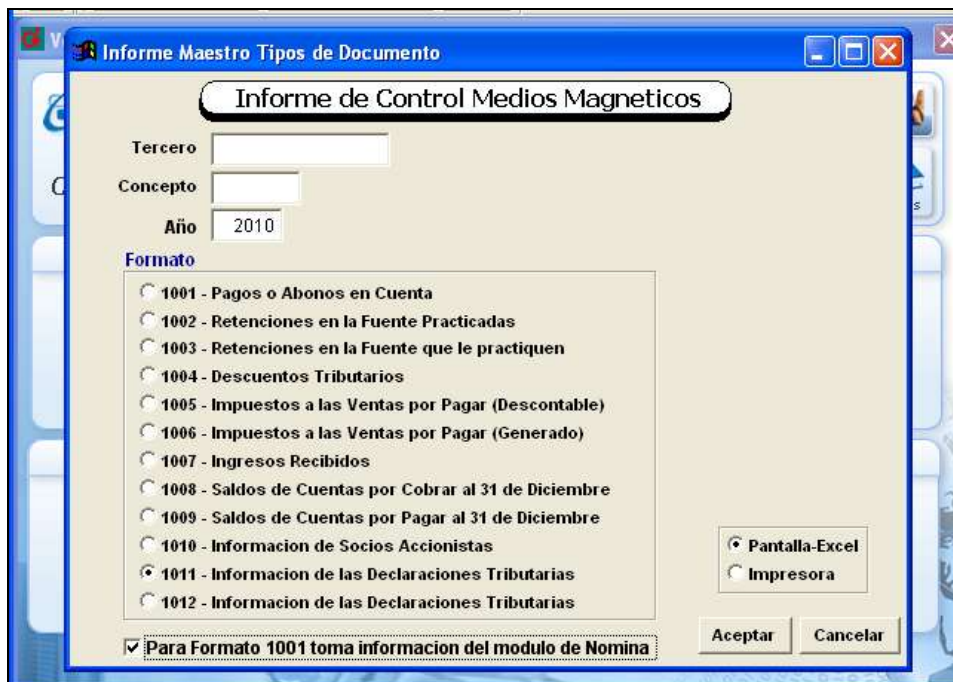 Informe Maestro Tipos de Documento
Informe de Control Medios Magneticos
Tercero
Concepto
Año 2010
Formato
1001 - Pagos o Abonos en Cuenta
1002 - Retenciones en la Fuente Practicadas
1003 - Retenciones en la Fuente que le practiquen
1004 - Descuentos Tributarios
1005 - Impuestos a las Ventas por Pagar (Descontable)
1006 - Impuestos a las Ventas por Pagar (Generado)
1007 - Ingresos Recibidos
1008 - Saldos de Cuentas por Cobrar al 31 de Diciembre
1009 - Saldos de Cuentas por Pagar al 31 de Diciembre
1010 - Informacion de Socios Accionistas
1011 - Informacion de las Declaraciones Tributarias
1012 - Informacion de las Declaraciones Tributarias
Pantalla-Excel
Impresora
Para Formato 1001 toma informacion del modulo de Nomina
Aceptar Cancelar